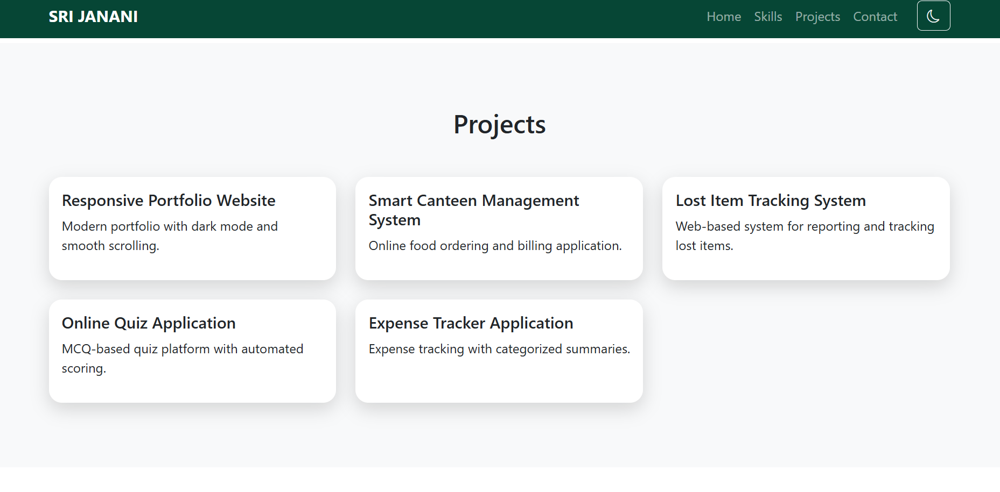 SRI JANANI
Home Skills Projects Contact
Projects
Responsive Portfolio Website
Modern portfolio with dark mode and
smooth scrolling.
Smart Canteen Management
System
Online food ordering and billing application.
Lost Item Tracking System
Web-based system for reporting and tracking
lost items.
Online Quiz Application
MCQ-based quiz platform with automated
scoring.
Expense Tracker Application
Expense tracking with categorized summaries.